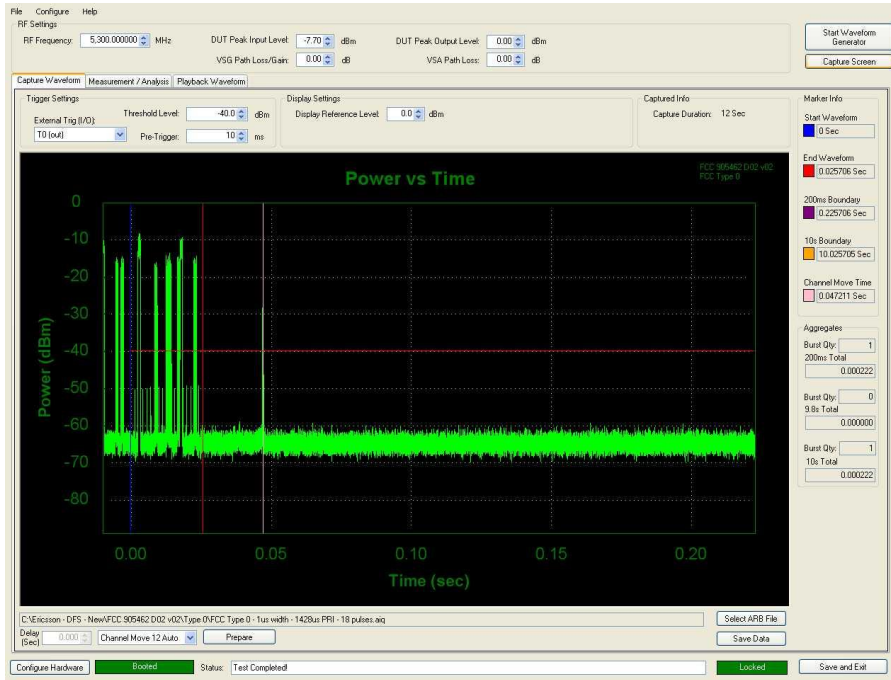 File Configure Help
RF Settings
RF Frequency: 5,300.000000 MHz DUT Peak Input Level: -7.70 dBm DUT Peak Output Level: 0.00 dBm
VSG Path Loss/Gain: 0.00 dB VSA Path Loss: 0.00 dB
Start Waveform Generator
Capture Screen
Capture Waveform Measurement / Analysis Playback Waveform
Trigger Settings
External Trig (I/O): Threshold Level: -40.0 dBm
T0 (out) Pre-Trigger: 10 ms
Display Settings
Display Reference Level: 0.0 dBm
Captured Info
Capture Duration: 12 Sec
Marker Info
Start Waveform
0 Sec
End Waveform
0.025706 Sec
200ms Boundary
0.225706 Sec
10s Boundary
10.025705 Sec
Channel Move Time
0.047211 Sec
Aggregates
Burst Qty: 1
200ms Total
0.000222
Burst Qty: 0
9.8s Total
0.000000
Burst Qty: 1
10s Total
0.000222
Power vs Time
FCC 905462 D02 v02
FCC Type 0
Power (dBm)
0
-10
-20
-30
-40
-50
-60
-70
-80
0.00 0.05 0.10 0.15 0.20
Time (sec)
C:\Ericsson - DFS - New\FCC 905462 D02 v02\Type 0\FCC Type 0 - 1us width - 1428us PRI - 18 pulses.aiq
Select ARB File
Delay (Sec) 0.000 Channel Move 12 Auto Prepare
Save Data
Configure Hardware Booted Status: Test Completed! Locked Save and Exit